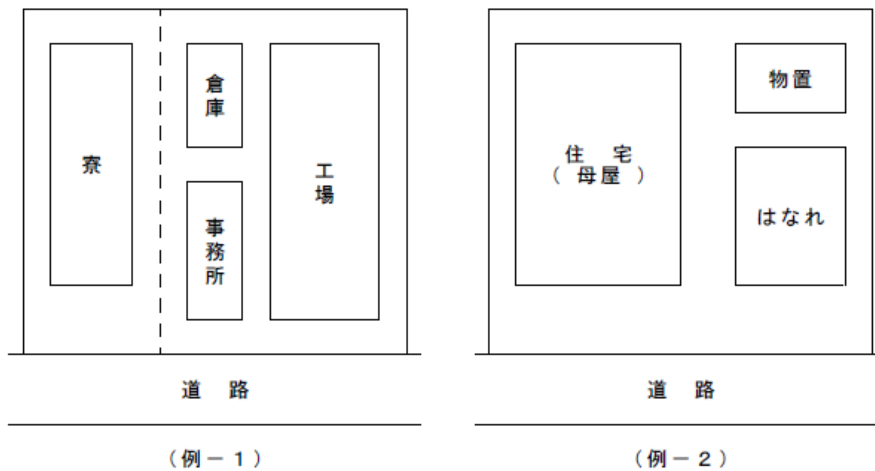 寮
倉庫
事務所
工場
道 路
(例－1)
住 宅
(母屋)
物置
はなれ
道 路
(例－2)